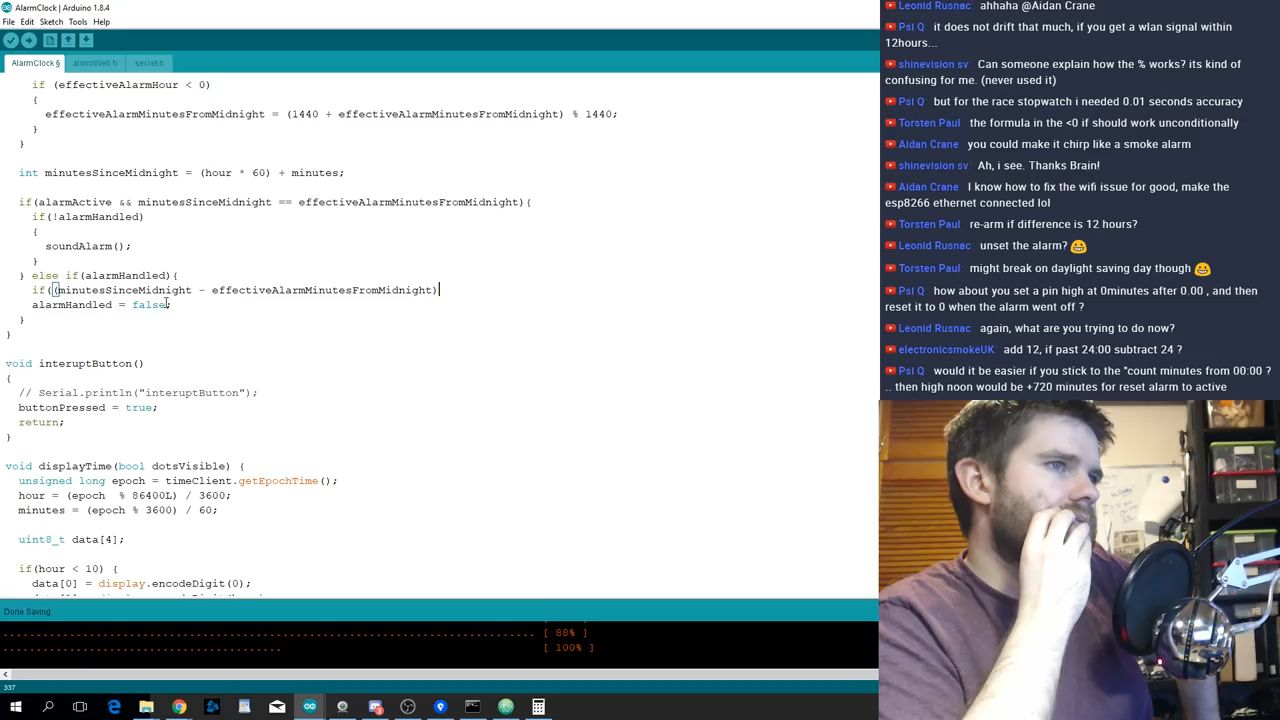 AlarmClock | Arduino 1.8.4
File Edit Sketch Tools Help
AlarmClock § alarmWeb.h secret.h
if (effectiveAlarmHour < 0)
{
effectiveAlarmMinutesFromMidnight = (1440 + effectiveAlarmMinutesFromMidnight) % 1440;
}
}
int minutesSinceMidnight = (hour * 60) + minutes;
if(alarmActive && minutesSinceMidnight == effectiveAlarmMinutesFromMidnight){
if(!alarmHandled)
{
soundAlarm();
}
} else if(alarmHandled){
if((minutesSinceMidnight - effectiveAlarmMinutesFromMidnight)
alarmHandled = false;
}
}
void interuptButton()
{
// Serial.println("interuptButton");
buttonPressed = true;
return;
}
void displayTime(bool dotsVisible) {
unsigned long epoch = timeClient.getEpochTime();
hour = (epoch % 86400L) / 3600;
minutes = (epoch % 3600) / 60;
uint8_t data[4];
if(hour < 10) {
data[0] = display.encodeDigit(0);
Done Saving.
[ 88% ]
[ 100% ]
337
Leonid Rusnac ahhaha @Aidan Crane
Psi Q it does not drift that much, if you get a wlan signal within
12hours...
shinevision sv Can someone explain how the % works? its kind of
confusing for me. (never used it)
Psi Q but for the race stopwatch i needed 0.01 seconds accuracy
Torsten Paul the formula in the <0 if should work unconditionally
Aidan Crane you could make it chirp like a smoke alarm
shinevision sv Ah, i see. Thanks Brain!
Aidan Crane I know how to fix the wifi issue for good, make the
esp8266 ethernet connected lol
Torsten Paul re-arm if difference is 12 hours?
Leonid Rusnac unset the alarm? 😀
Torsten Paul might break on daylight saving day though 😀
Psi Q how about you set a pin high at 0minutes after 0.00 , and then
reset it to 0 when the alarm went off ?
Leonid Rusnac again, what are you trying to do now?
electronicsmokeUK add 12, if past 24:00 subtract 24 ?
Psi Q would it be easier if you stick to the "count minutes from 00:00 ?
.. then high noon would be +720 minutes for reset alarm to active